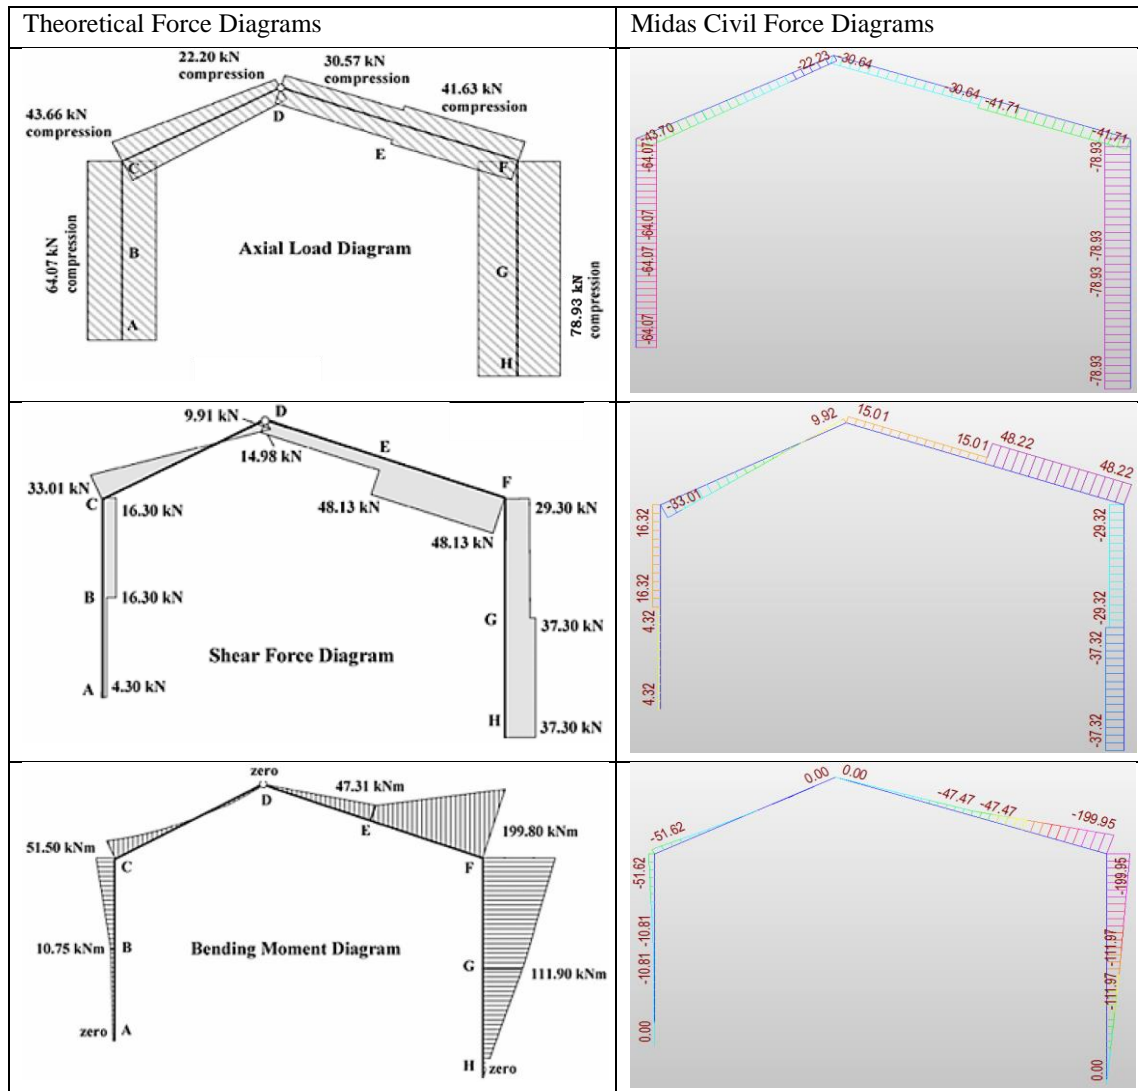 Theoretical Force Diagrams
Midas Civil Force Diagrams
22.20 kN
compression
30.57 kN
compression
43.66 kN
compression
41.63 kN
compression
D
E
C
F
B
64.07 kN
compression
Axial Load Diagram
G
78.93 kN
compression
A
H
-22.23
-30.64
-30.64
-41.71
-41.71
-43.70
-64.07
-64.07
-64.07
-64.07
-78.93
-78.93
-78.93
-78.93
9.91 kN
D
14.98 kN
E
33.01 kN
F
C
16.30 kN
48.13 kN
29.30 kN
48.13 kN
B
16.30 kN
G
37.30 kN
Shear Force Diagram
A
4.30 kN
H
37.30 kN
9.92
15.01
15.01
48.22
48.22
-33.01
16.32
16.32
4.32
4.32
-29.32
-29.32
-37.32
-37.32
zero
D
47.31 kNm
E
51.50 kNm
199.80 kNm
C
F
10.75 kNm
B
Bending Moment Diagram
G
111.90 kNm
zero
A
H
zero
0.00
0.00
-47.47
-47.47
-199.95
-51.62
-51.62
-10.81
-10.81
0.00
-199.95
-111.97
-111.97
0.00